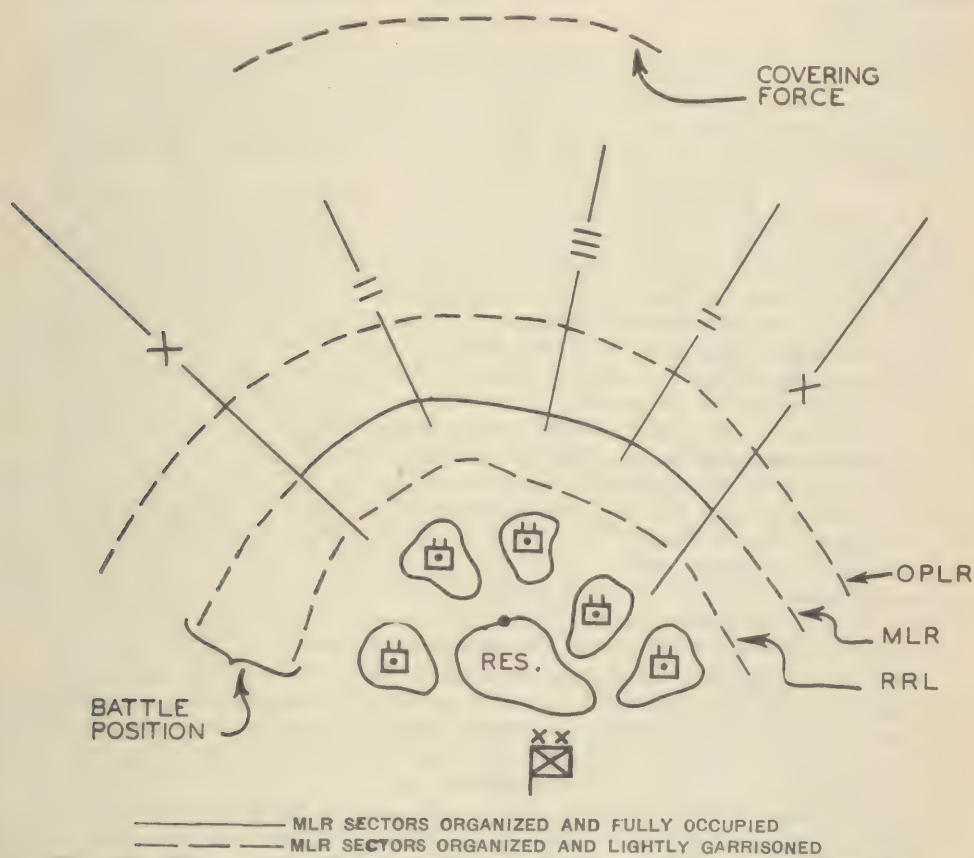 COVERING
FORCE
OPLR
MLR
RRL
RES.
BATTLE
POSITION
X X
MLR SECTORS ORGANIZED AND FULLY OCCUPIED
MLR SECTORS ORGANIZED AND LIGHTLY GARRISONED